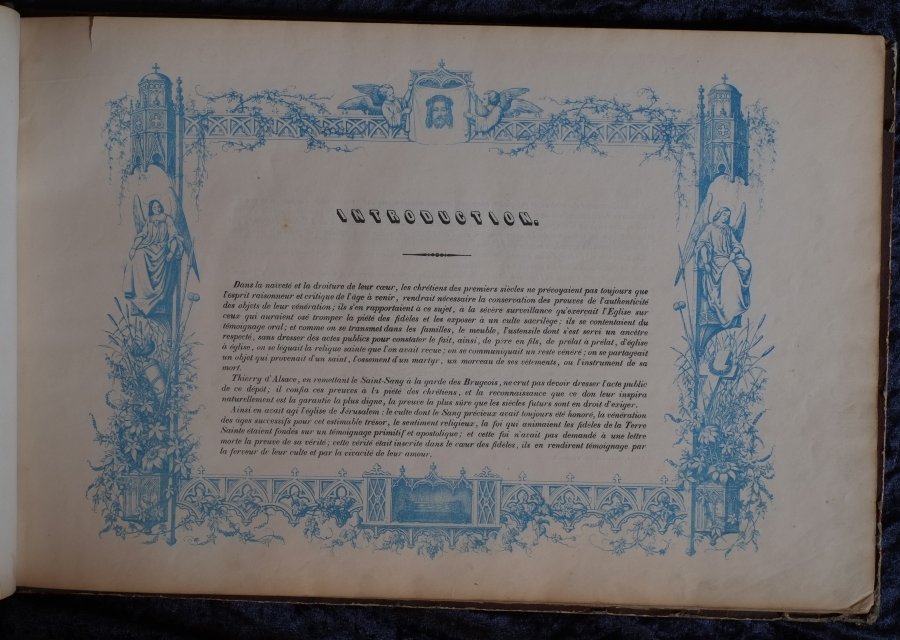 INTRODUCTION.
Dans la naïveté et la droiture de leur cœur, les chrétiens des premiers siècles ne prévoyaient pas toujours que
l'esprit raisonneur et critique de l'âge à venir, rendrait nécessaire la conservation des preuves de l'authenticité
des objets de leur vénération; ils s'en rapportaient à ce sujet, à la sévère surveillance qu'exercait l'Eglise sur
ceux qui auraient osé tromper la piété des fidèles et les exposer à un culte sacrilège; ils se contentaient du
témoignage oral; et comme on se transmet dans les familles, le meuble, l'ustensile dont s'est servi un ancêtre
respecté, sans dresser des actes publics pour constater le fait, ainsi, de père en fils, de prélat à prélat, d'église
à église, on se léguait la relique sainte que l'on avait reçue; on se communiquait un reste vénéré; on se partageait
un objet qui provenait d'un saint, l'ossement d'un martyr, un morceau de ses vêtements, ou l'instrument de sa
mort.
Thierry d'Alsace, en remettant le Saint-Sang à la garde des Brugeois, ne crut pas devoir dresser l'acte public
de ce dépôt; il confia ces preuves à la piété des chrétiens, et la reconnaissance que ce don leur inspira
naturellement est la garantie la plus digne, la preuve la plus sûre que les siècles futurs sont en droit d'exiger.
Ainsi en avait agi l'église de Jérusalem: le culte dont le Sang précieux avait toujours été honoré, la vénération
des ages successifs pour cet estimable trésor, le sentiment religieux, la foi qui animaient les fidèles de la Terre
Sainte étaient fondés sur un témoignage primitif et apostolique; et cette foi n'avait pas demandé à une lettre
morte la preuve de sa vérité; cette vérité était inscrite dans le cœur des fidèles, ils en rendirent témoignage par
la ferveur de leur culte et par la vivacité de leur amour.